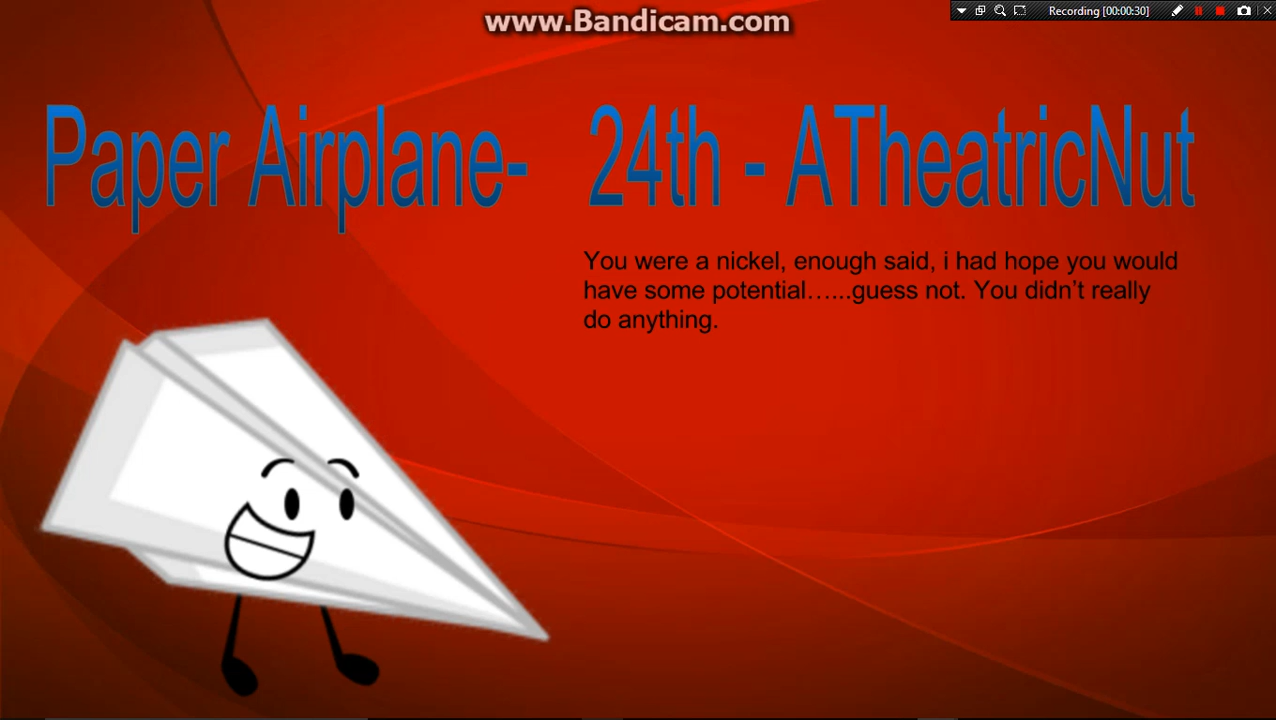 www.Bandicam.com
Recording [00:00:30]
Paper Airplane- 24th - ATheatricNut
You were a nickel, enough said, i had hope you would
have some potential…...guess not. You didn’t really
do anything.